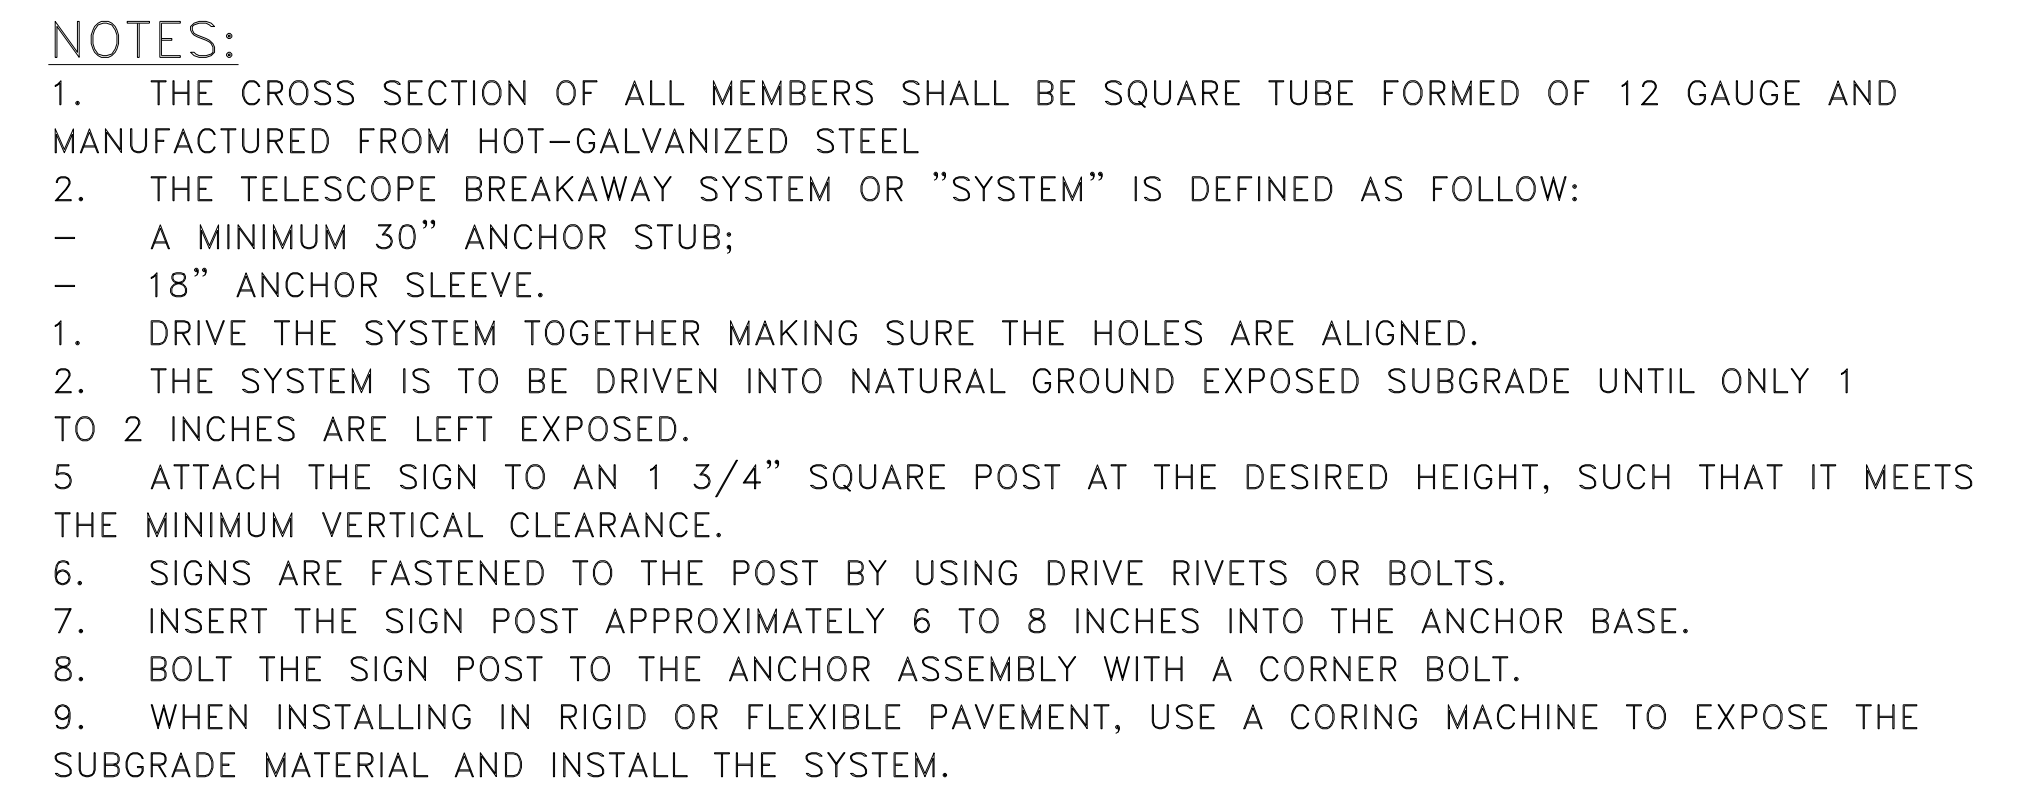 NOTES:
1. THE CROSS SECTION OF ALL MEMBERS SHALL BE SQUARE TUBE FORMED OF 12 GAUGE AND
MANUFACTURED FROM HOT-GALVANIZED STEEL
2. THE TELESCOPE BREAKAWAY SYSTEM OR "SYSTEM" IS DEFINED AS FOLLOW:
- A MINIMUM 30" ANCHOR STUB;
- 18" ANCHOR SLEEVE.
1. DRIVE THE SYSTEM TOGETHER MAKING SURE THE HOLES ARE ALIGNED.
2. THE SYSTEM IS TO BE DRIVEN INTO NATURAL GROUND EXPOSED SUBGRADE UNTIL ONLY 1
TO 2 INCHES ARE LEFT EXPOSED.
5 ATTACH THE SIGN TO AN 1 3/4" SQUARE POST AT THE DESIRED HEIGHT, SUCH THAT IT MEETS
THE MINIMUM VERTICAL CLEARANCE.
6. SIGNS ARE FASTENED TO THE POST BY USING DRIVE RIVETS OR BOLTS.
7. INSERT THE SIGN POST APPROXIMATELY 6 TO 8 INCHES INTO THE ANCHOR BASE.
8. BOLT THE SIGN POST TO THE ANCHOR ASSEMBLY WITH A CORNER BOLT.
9. WHEN INSTALLING IN RIGID OR FLEXIBLE PAVEMENT, USE A CORING MACHINE TO EXPOSE THE
SUBGRADE MATERIAL AND INSTALL THE SYSTEM.